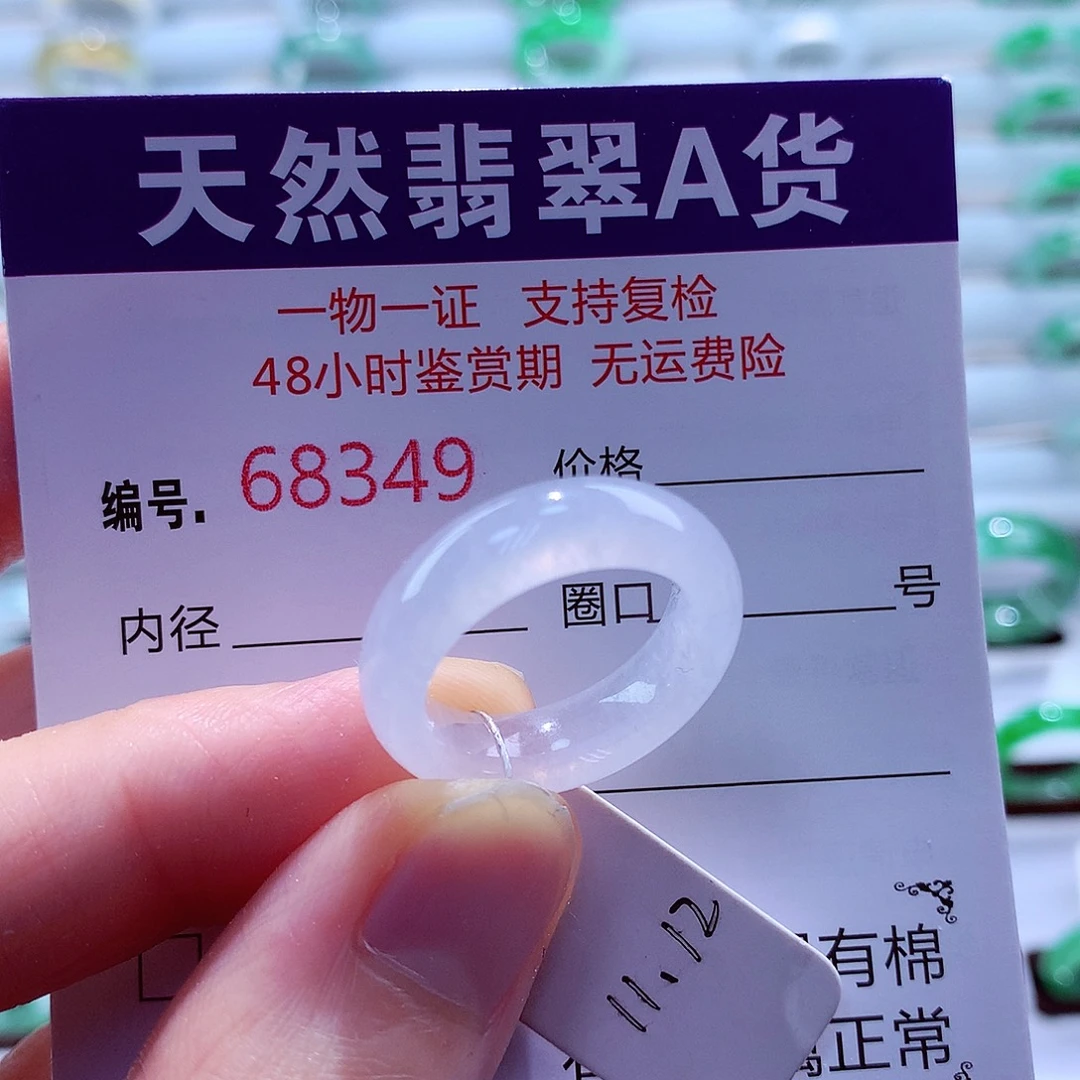 天然翡翠A货
一物一证 支持复检
48小时鉴赏期 无运费险
编号. 68349 价格
内径 圈口 号
11.12
有棉
正常